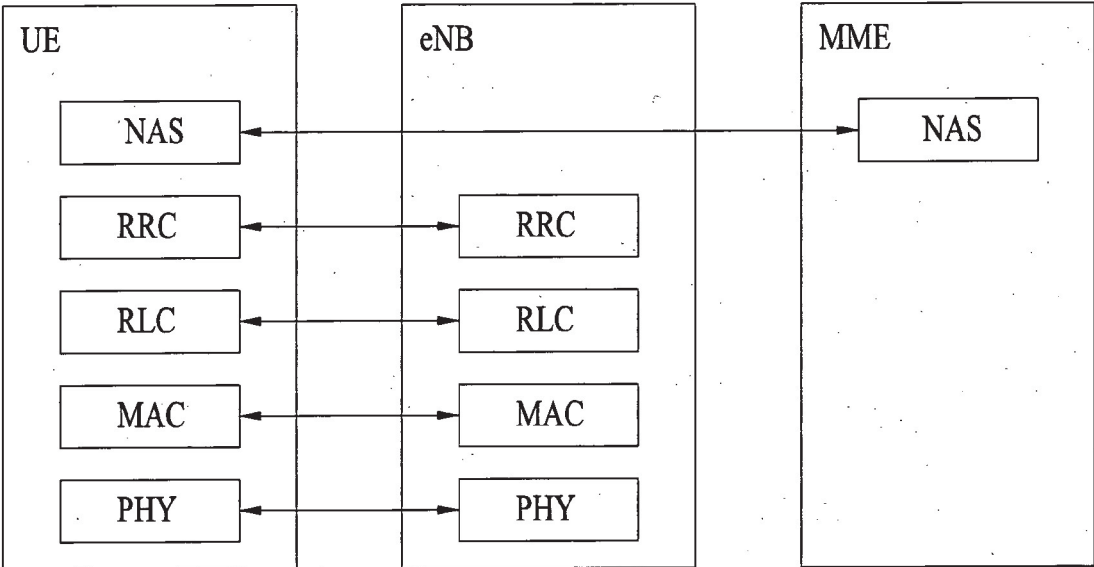 UE eNB MME
NAS NAS
RRC RRC
RLC RLC
MAC MAC
PHY PHY